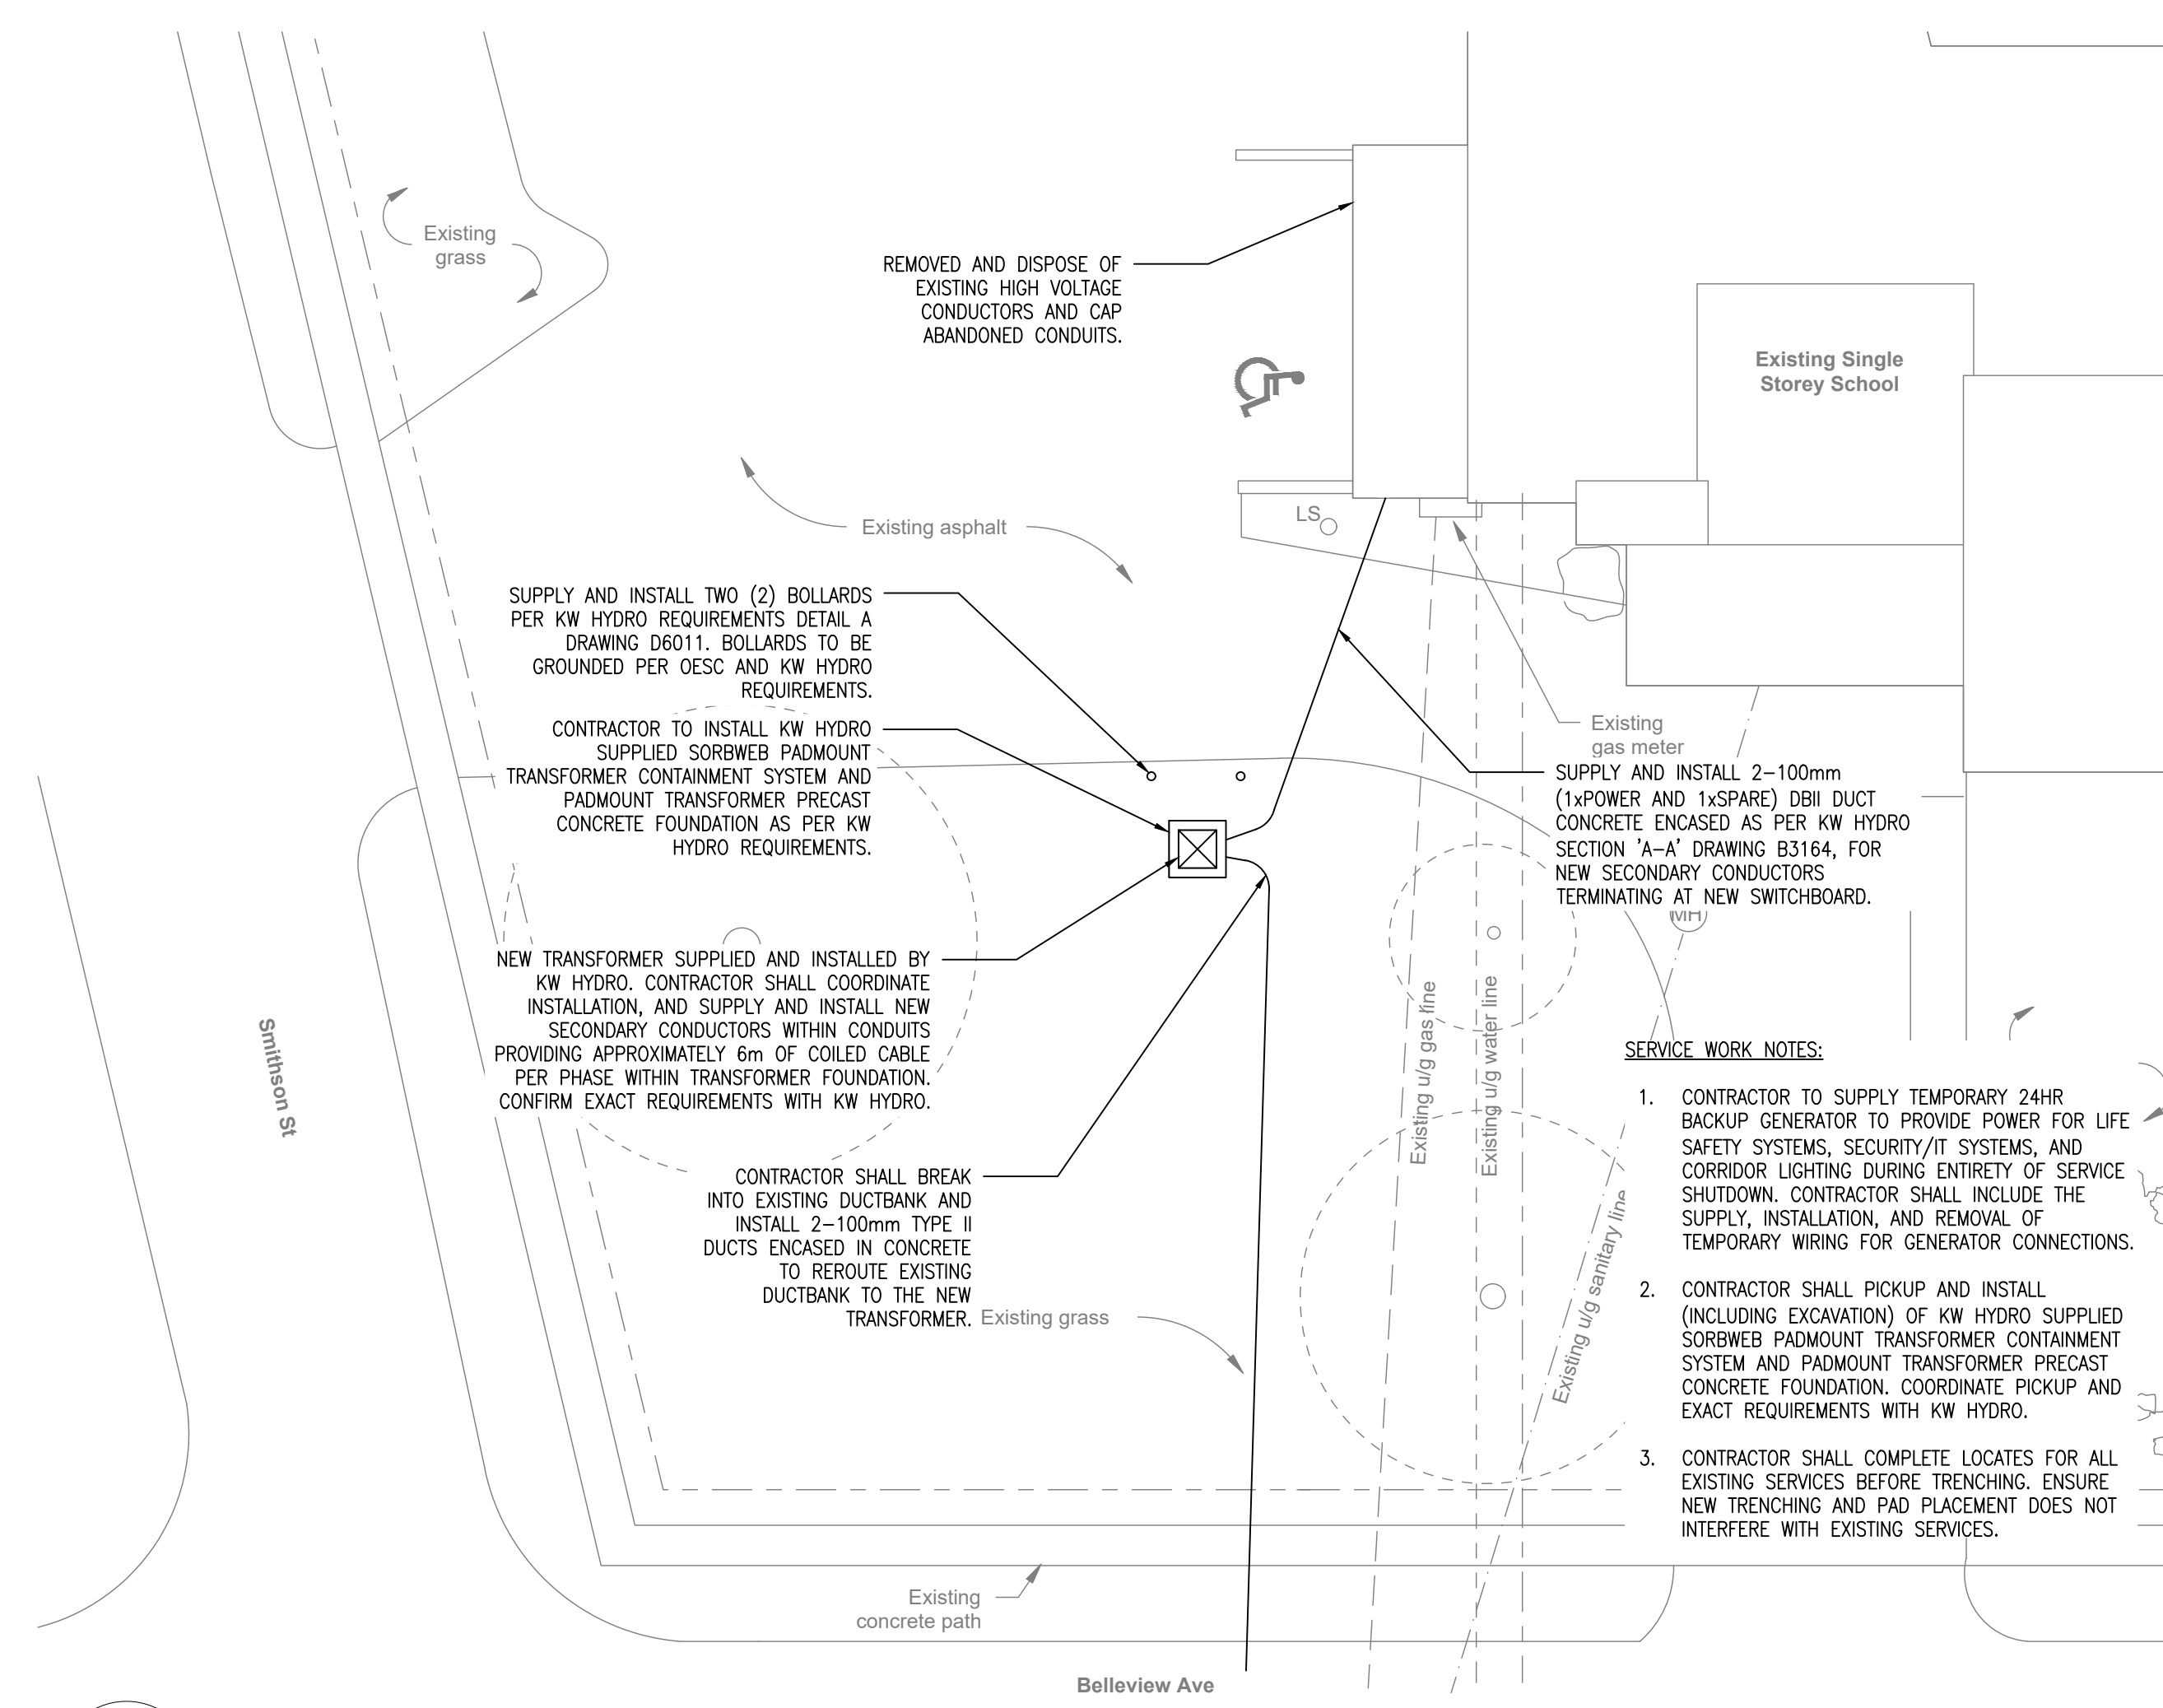 Existing
grass
REMOVED AND DISPOSE OF
EXISTING HIGH VOLTAGE
CONDUCTORS AND CAP
ABANDONED CONDUITS.
Existing Single
Storey School
LS
Existing asphalt
SUPPLY AND INSTALL TWO (2) BOLLARDS
PER KW HYDRO REQUIREMENTS DETAIL A
DRAWING D6011. BOLLARDS TO BE
GROUNDED PER OESC AND KW HYDRO
REQUIREMENTS.
CONTRACTOR TO INSTALL KW HYDRO
SUPPLIED SORBWEB PADMOUNT
TRANSFORMER CONTAINMENT SYSTEM AND
PADMOUNT TRANSFORMER PRECAST
CONCRETE FOUNDATION AS PER KW
HYDRO REQUIREMENTS.
Existing
gas meter
SUPPLY AND INSTALL 2-100mm
(1xPOWER AND 1xSPARE) DBII DUCT
CONCRETE ENCASED AS PER KW HYDRO
SECTION 'A-A' DRAWING B3164, FOR
NEW SECONDARY CONDUCTORS
TERMINATING AT NEW SWITCHBOARD.
MH
NEW TRANSFORMER SUPPLIED AND INSTALLED BY
KW HYDRO. CONTRACTOR SHALL COORDINATE
INSTALLATION, AND SUPPLY AND INSTALL NEW
SECONDARY CONDUCTORS WITHIN CONDUITS
PROVIDING APPROXIMATELY 6m OF COILED CABLE
PER PHASE WITHIN TRANSFORMER FOUNDATION.
CONFIRM EXACT REQUIREMENTS WITH KW HYDRO.
Smithson St
Existing u/g gas line
Existing u/g water line
Existing u/g sanitary line
CONTRACTOR SHALL BREAK
INTO EXISTING DUCTBANK AND
INSTALL 2-100mm TYPE II
DUCTS ENCASED IN CONCRETE
TO REROUTE EXISTING
DUCTBANK TO THE NEW
TRANSFORMER.
Existing grass
SERVICE WORK NOTES:
1. CONTRACTOR TO SUPPLY TEMPORARY 24HR
BACKUP GENERATOR TO PROVIDE POWER FOR LIFE
SAFETY SYSTEMS, SECURITY/IT SYSTEMS, AND
CORRIDOR LIGHTING DURING ENTIRETY OF SERVICE
SHUTDOWN. CONTRACTOR SHALL INCLUDE THE
SUPPLY, INSTALLATION, AND REMOVAL OF
TEMPORARY WIRING FOR GENERATOR CONNECTIONS.
2. CONTRACTOR SHALL PICKUP AND INSTALL
(INCLUDING EXCAVATION) OF KW HYDRO SUPPLIED
SORBWEB PADMOUNT TRANSFORMER CONTAINMENT
SYSTEM AND PADMOUNT TRANSFORMER PRECAST
CONCRETE FOUNDATION. COORDINATE PICKUP AND
EXACT REQUIREMENTS WITH KW HYDRO.
3. CONTRACTOR SHALL COMPLETE LOCATES FOR ALL
EXISTING SERVICES BEFORE TRENCHING. ENSURE
NEW TRENCHING AND PAD PLACEMENT DOES NOT
INTERFERE WITH EXISTING SERVICES.
Existing
concrete path
Belleview Ave